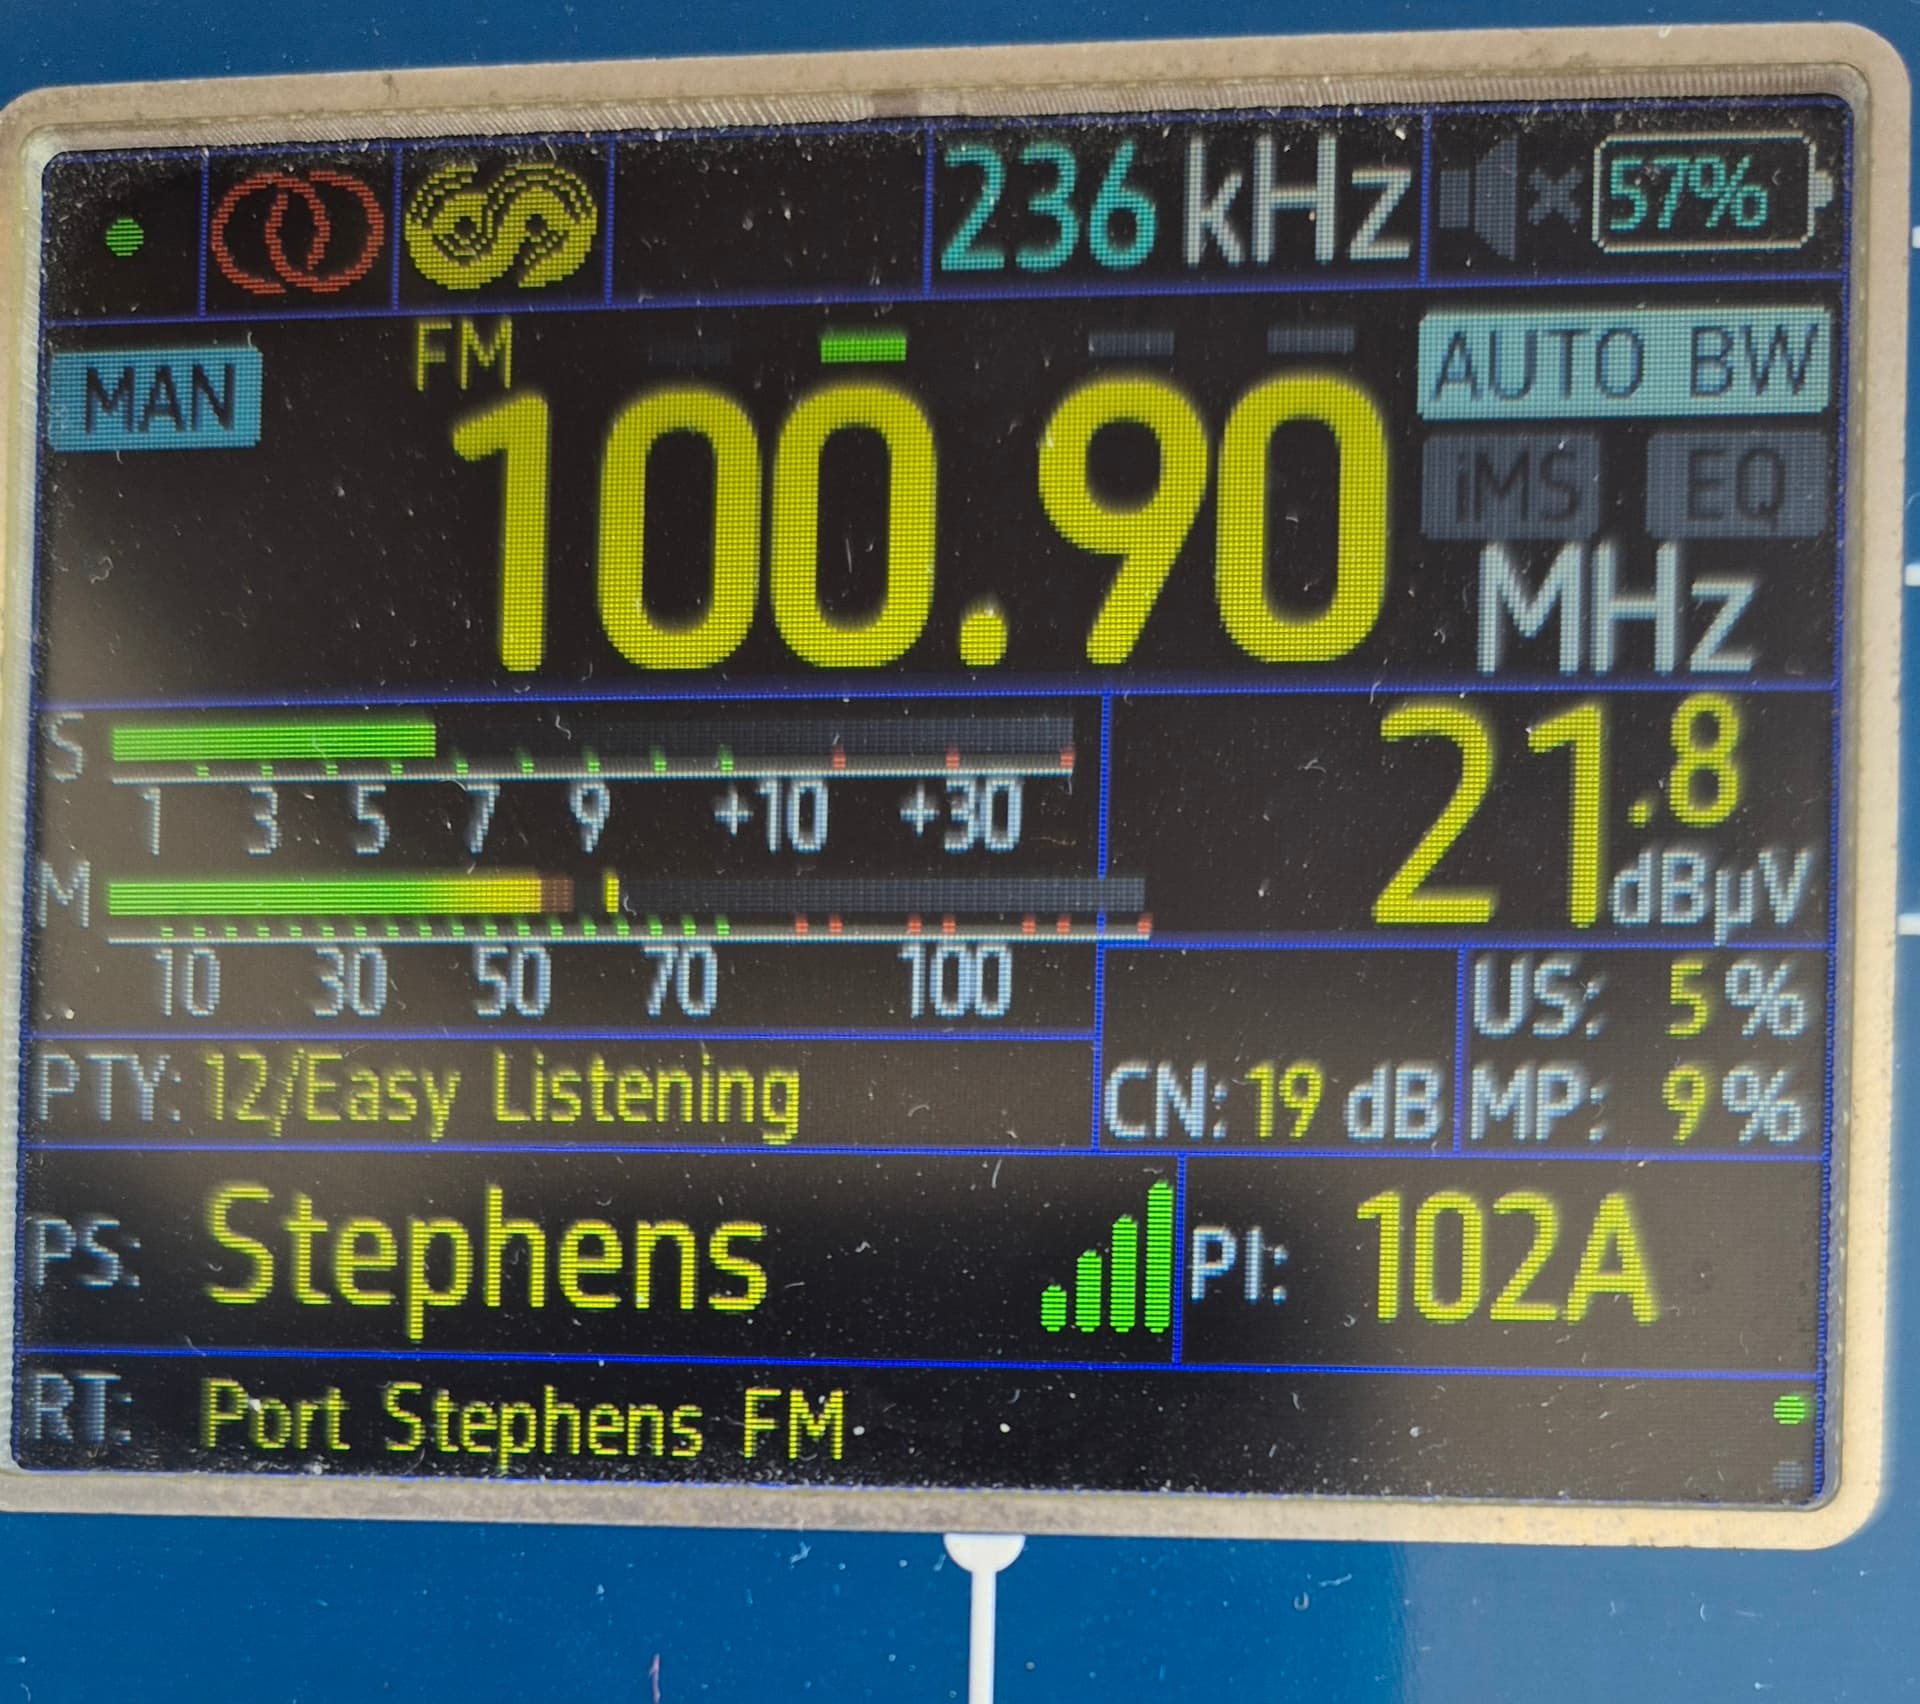 236 kHz 57%
MAN FM AUTO BW
100.90 MHz
iMS EQ
S
1 3 5 7 9 +10 +30
21.8 dBµV
M
10 30 50 70 100
US: 5%
PTY: 12/Easy Listening CN: 19 dB MP: 9%
PS: Stephens PI: 102A
RT: Port Stephens FM